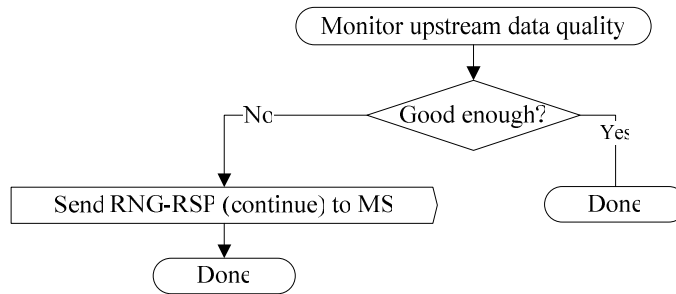 Monitor upstream data quality
Good enough?
No
Yes
Send RNG-RSP (continue) to MS
Done
Done